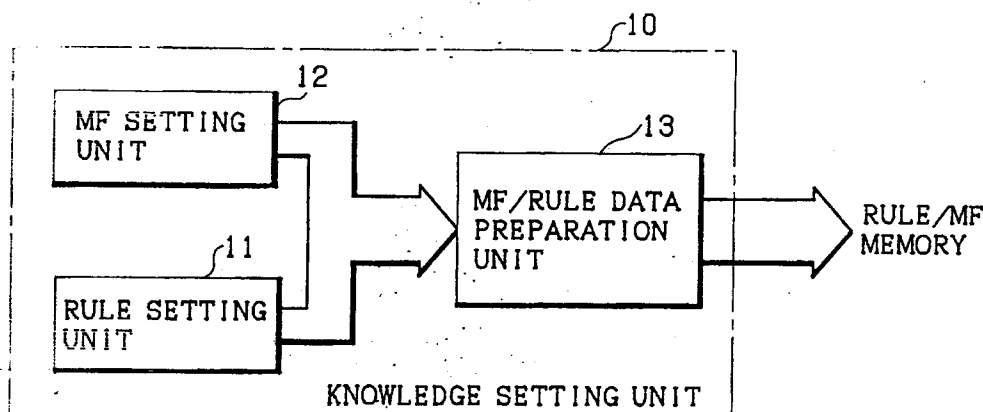 10
12
MF SETTING
UNIT
13
MF/RULE DATA
PREPARATION
UNIT
RULE/MF
MEMORY
11
RULE SETTING
UNIT
KNOWLEDGE SETTING UNIT